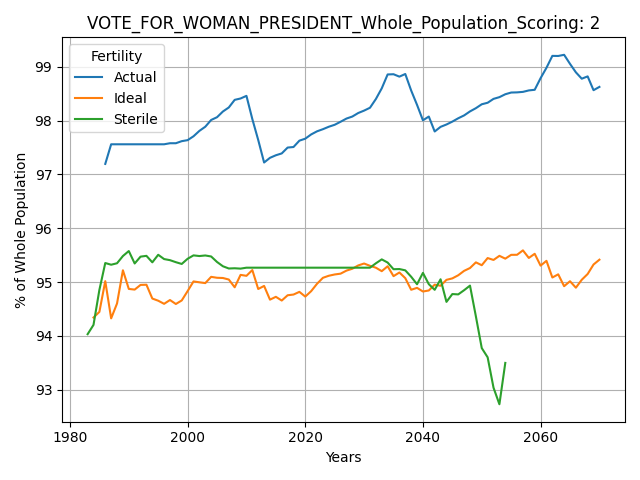 VOTE_FOR_WOMAN_PRESIDENT_Whole_Population_Scoring: 2
Fertility
Actual
Ideal
Sterile
% of Whole Population
99
98
97
96
95
94
93
1980
2000
2020
2040
2060
Years